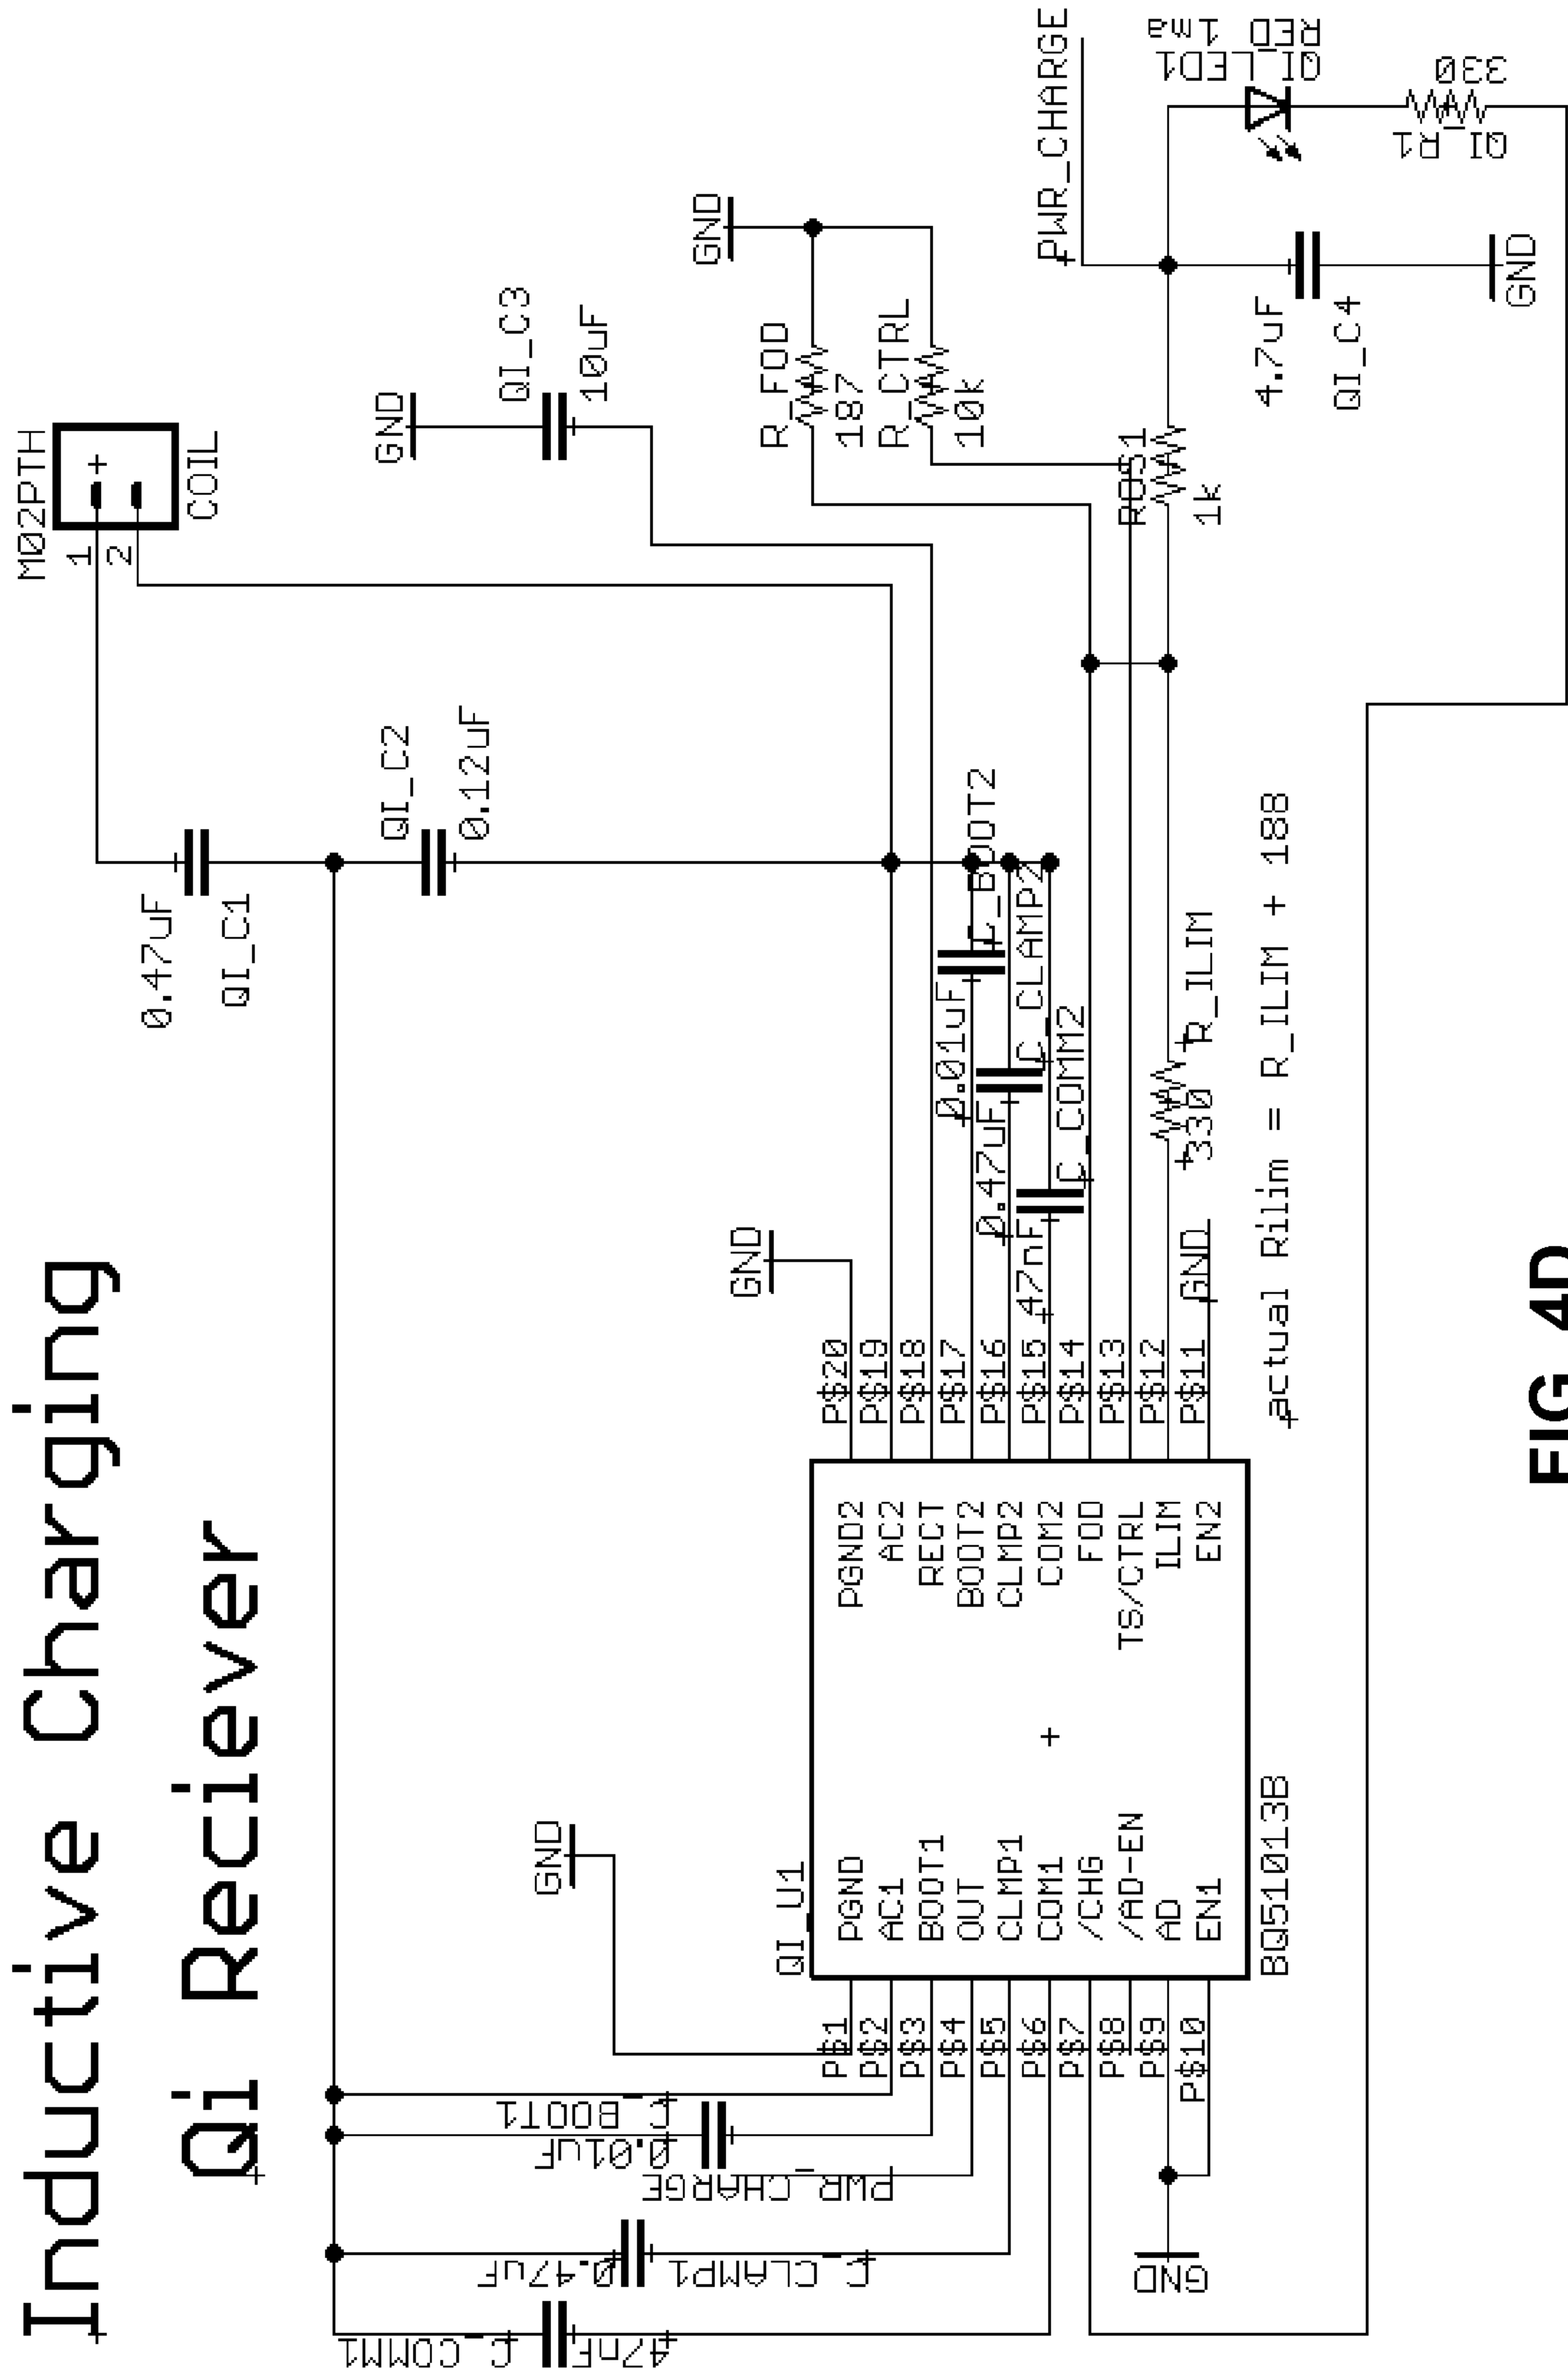 Inductive Charging
Qi Reciever
M02PTH
1
2
- +
-
COIL
0.47uF
QI_C1
QI_C2
0.12uF
GND
QI_C3
10uF
GND
R_FOD
187
R_CTRL
10k
PWR_CHARGE
QI_LED1
RED 1ma
QI_R1
330
4.7uF
QI_C4
GND
ROS1
1k
C_BOOT2
0.01uF
C_CLAMP2
0.47uF
C_COMM2
47nF
R_ILIM
330
actual Rilim = R_ILIM + 188
GND
GND
GND
QI_U1
P$1
P$2
P$3
P$4
P$5
P$6
P$7
P$8
P$9
P$10
PGND
AC1
BOOT1
OUT
CLMP1
COM1
/CHG
/AD-EN
AD
EN1
PGND2
AC2
RECT
BOOT2
CLMP2
COM2
FOD
TS/CTRL
ILIM
EN2
P$20
P$19
P$18
P$17
P$16
P$15
P$14
P$13
P$12
P$11
BQ51013B
C_BOOT1
0.01uF
PWR_CHARGE
C_CLAMP1
0.47uF
C_COMM1
47nF
GND
FIG. 4D